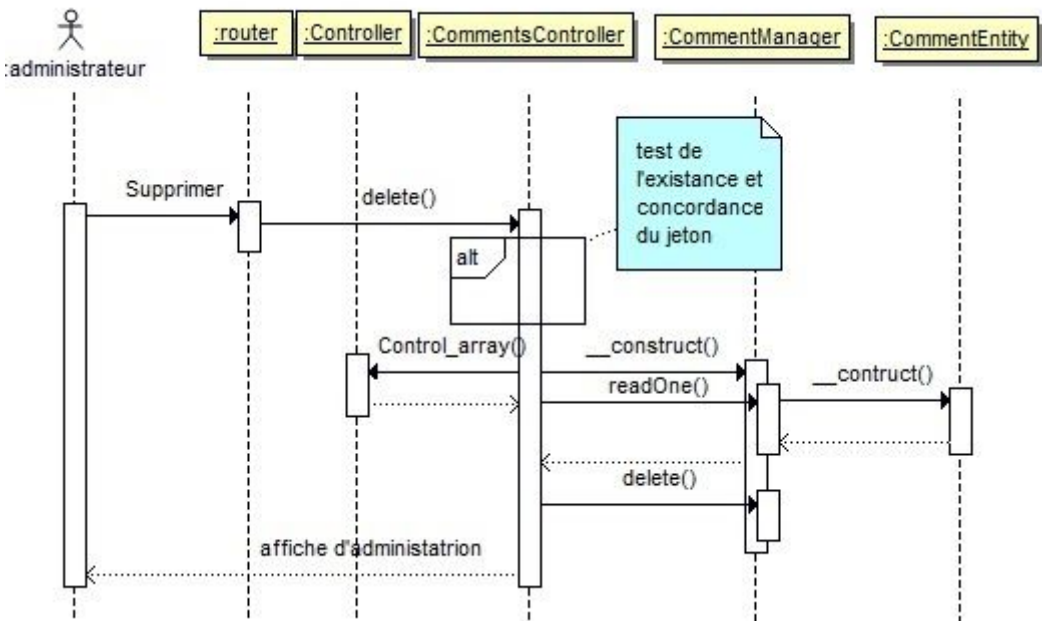 :router
:Controller
:CommentsController
:CommentManager
:CommentEntity
:administrateur
test de
l'existance et
concordance
du jeton
Supprimer
delete()
alt
Control_array()
__construct()
readOne()
__contruct()
delete()
affiche d'administatrion